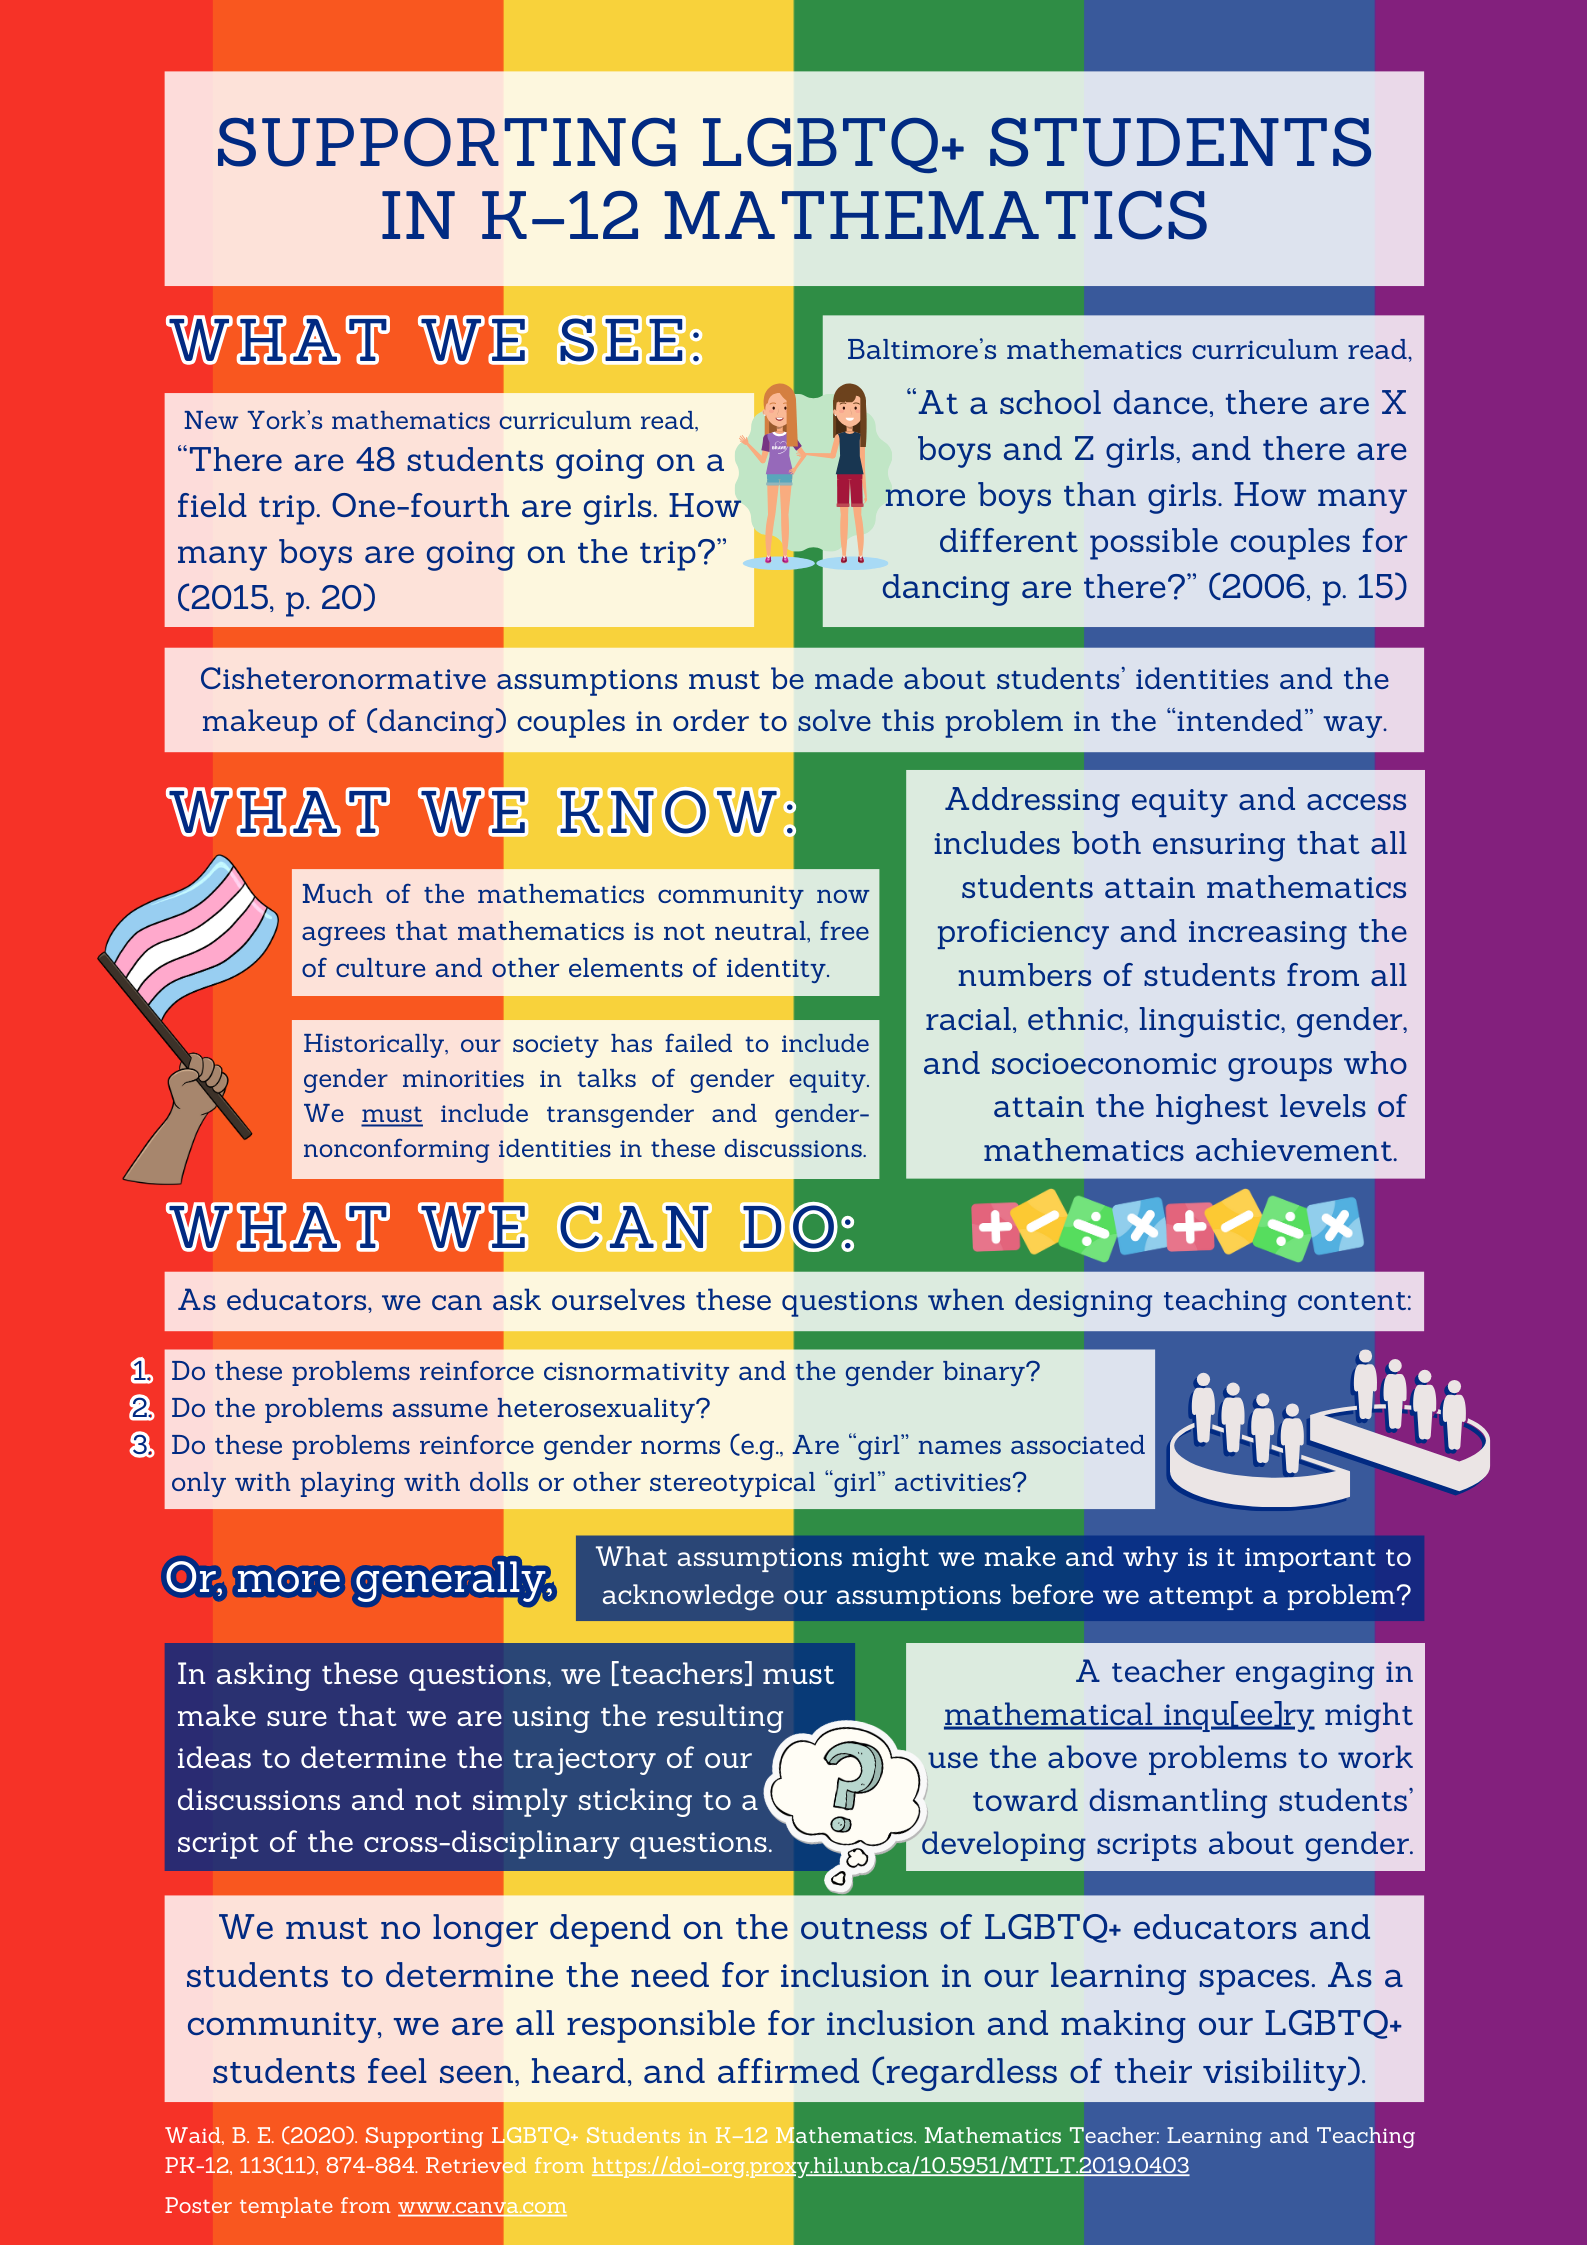 SUPPORTING LGBTQ+ STUDENTS
IN K–12 MATHEMATICS
WHAT WE SEE:
New York's mathematics curriculum read,
“There are 48 students going on a
field trip. One-fourth are girls. How
many boys are going on the trip?”
(2015, p. 20)
Baltimore's mathematics curriculum read,
“At a school dance, there are X
boys and Z girls, and there are
more boys than girls. How many
different possible couples for
dancing are there?” (2006, p. 15)
Cisheteronormative assumptions must be made about students’ identities and the
makeup of (dancing) couples in order to solve this problem in the “intended” way.
WHAT WE KNOW:
Much of the mathematics community now
agrees that mathematics is not neutral, free
of culture and other elements of identity.
Historically, our society has failed to include
gender minorities in talks of gender equity.
We must include transgender and gender-
nonconforming identities in these discussions.
Addressing equity and access
includes both ensuring that all
students attain mathematics
proficiency and increasing the
numbers of students from all
racial, ethnic, linguistic, gender,
and socioeconomic groups who
attain the highest levels of
mathematics achievement.
WHAT WE CAN DO:
+ − ÷ × + − ÷ ×
As educators, we can ask ourselves these questions when designing teaching content:
1. Do these problems reinforce cisnormativity and the gender binary?
2. Do the problems assume heterosexuality?
3. Do these problems reinforce gender norms (e.g., Are “girl” names associated
only with playing with dolls or other stereotypical “girl” activities?
Or, more generally,
What assumptions might we make and why is it important to
acknowledge our assumptions before we attempt a problem?
In asking these questions, we [teachers] must
make sure that we are using the resulting
ideas to determine the trajectory of our
discussions and not simply sticking to a
script of the cross-disciplinary questions.
?
A teacher engaging in
mathematical inqu[ee]ry might
use the above problems to work
toward dismantling students’
developing scripts about gender.
We must no longer depend on the outness of LGBTQ+ educators and
students to determine the need for inclusion in our learning spaces. As a
community, we are all responsible for inclusion and making our LGBTQ+
students feel seen, heard, and affirmed (regardless of their visibility).
Waid, B. E. (2020). Supporting LGBTQ+ Students in K–12 Mathematics. Mathematics Teacher: Learning and Teaching
PK-12, 113(11), 874-884. Retrieved from https://doi-org.proxy.hil.unb.ca/10.5951/MTLT.2019.0403
Poster template from www.canva.com